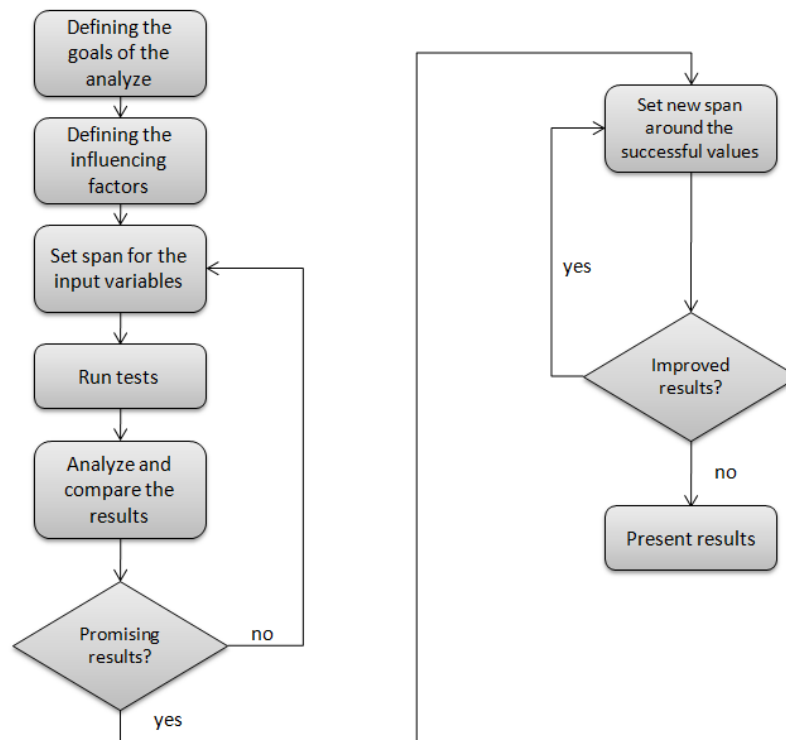 Defining the
goals of the
analyze
Defining the
influencing
factors
Set span for the
input variables
Run tests
Analyze and
compare the
results
Promising
results?
no
yes
Set new span
around the
successful values
yes
Improved
results?
no
Present results